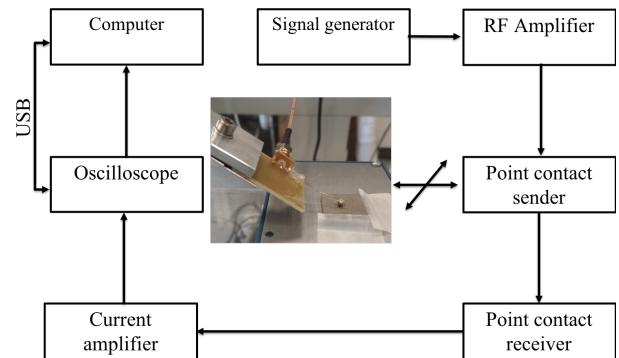 Computer
Signal generator
RF Amplifier
USB
Oscilloscope
Point contact
sender
Current
amplifier
Point contact
receiver